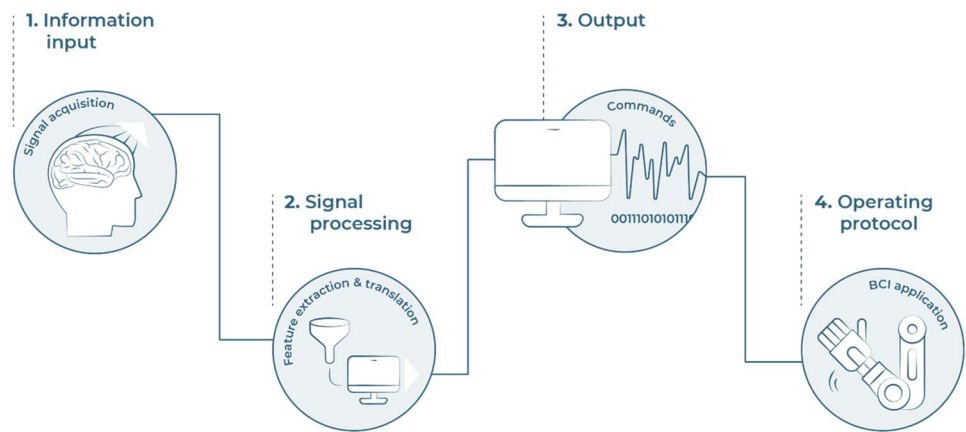 1. Information
input
Signal acquisition
2. Signal
processing
Feature extraction & translation
3. Output
Commands
00111010101110
4. Operating
protocol
BCI application